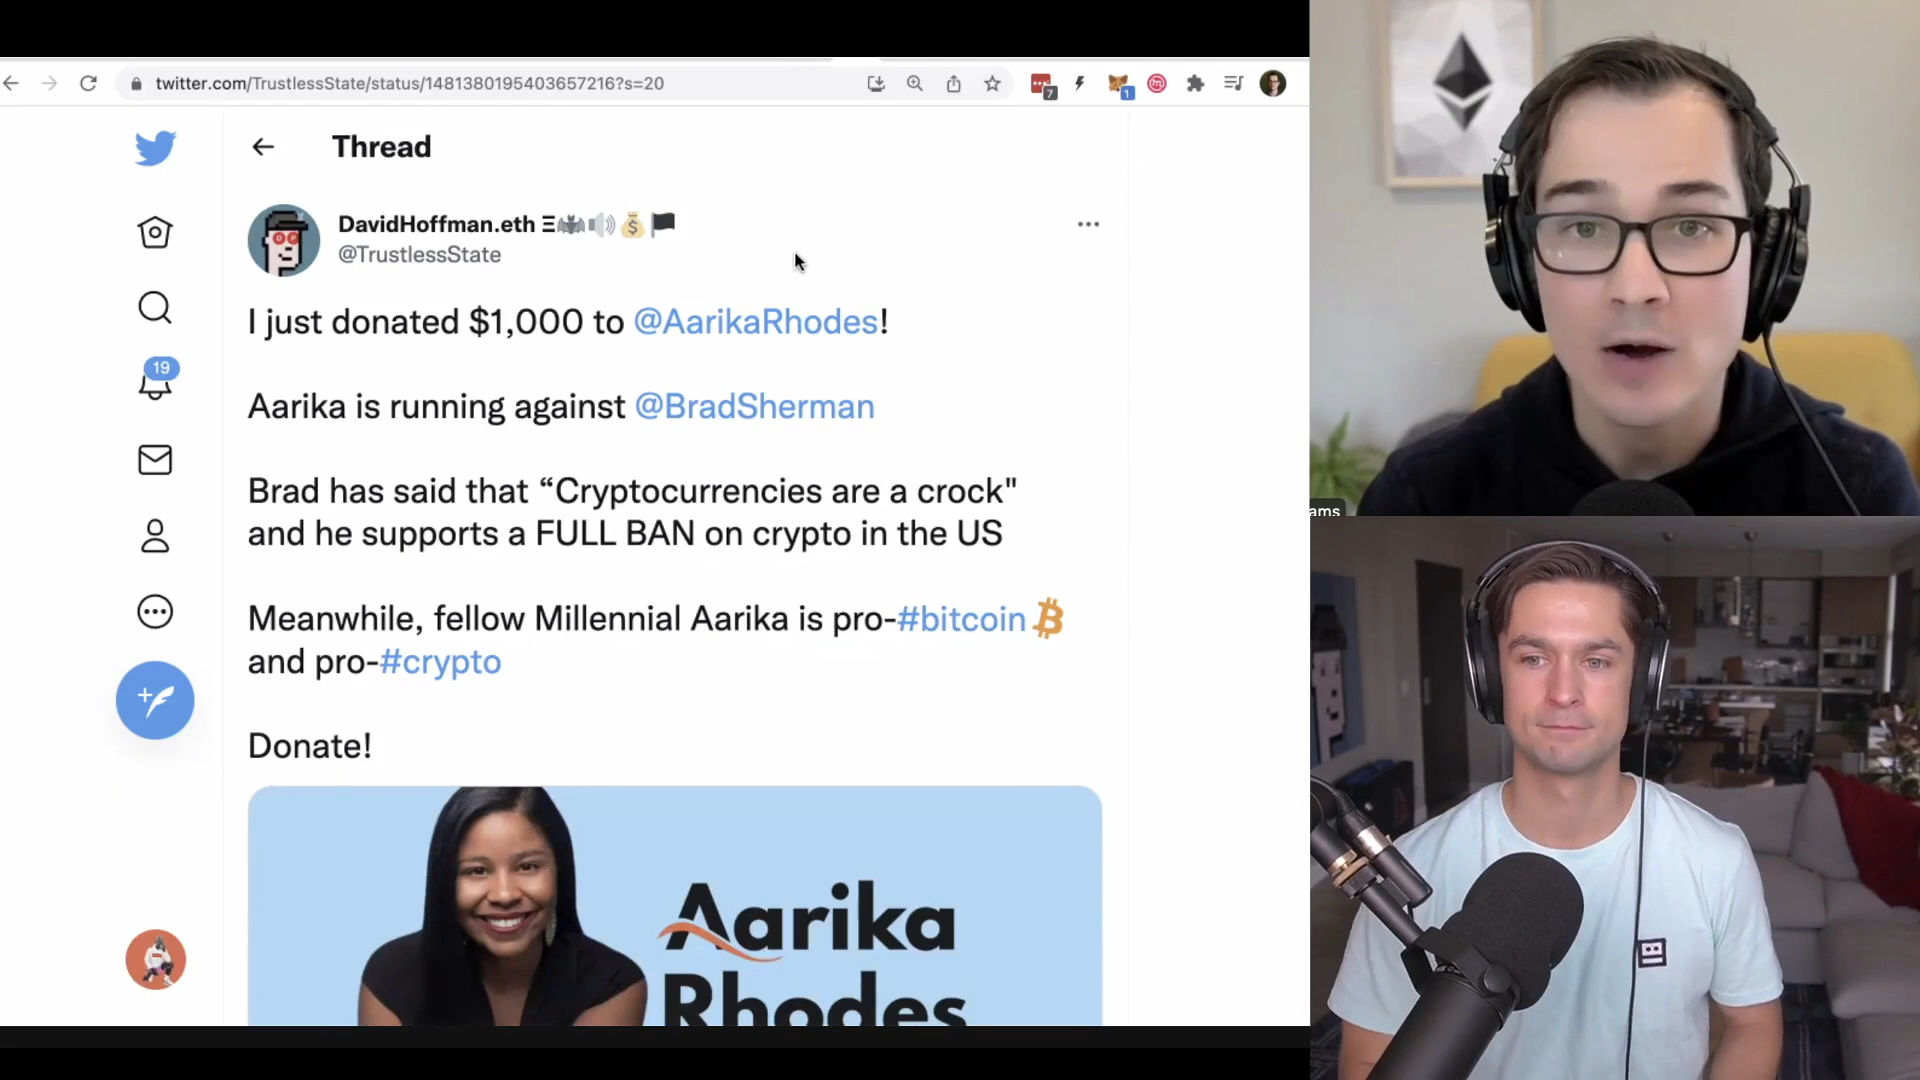 twitter.com/TrustlessState/status/1481380195403657216?s=20
7
1
Thread
DavidHoffman.eth Ξ🦇🔊💰🏴
@TrustlessState
19
I just donated $1,000 to @AarikaRhodes!
Aarika is running against @BradSherman
Brad has said that “Cryptocurrencies are a crock"
and he supports a FULL BAN on crypto in the US
Meanwhile, fellow Millennial Aarika is pro-#bitcoin
and pro-#crypto
Donate!
Aarika
Rhodes
ams